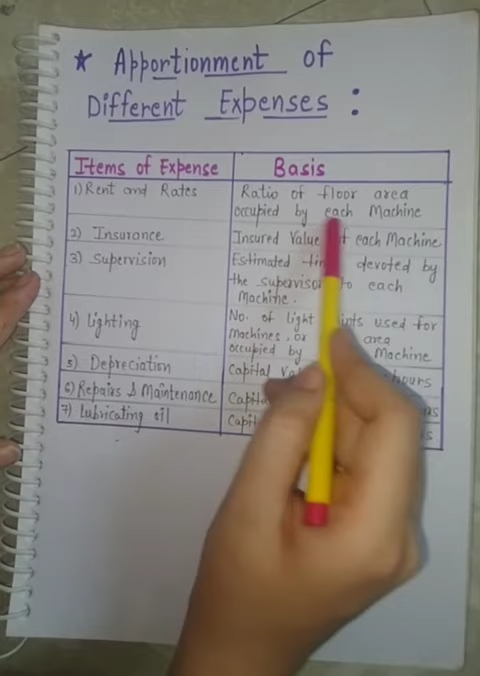 ★ Apportionment of
Different Expenses :
Items of Expense Basis
1) Rent and Rates Ratio of floor area
occupied by each Machine
2) Insurance Insured Value each Machine
3) Supervision Estimated devoted by
the supervisor to each
Machine.
4) Lighting No. of light used for
Machines, or area
occupied by Machine
5) Depreciation Capital hours
6) Repairs & Maintenance
7) Lubricating oil